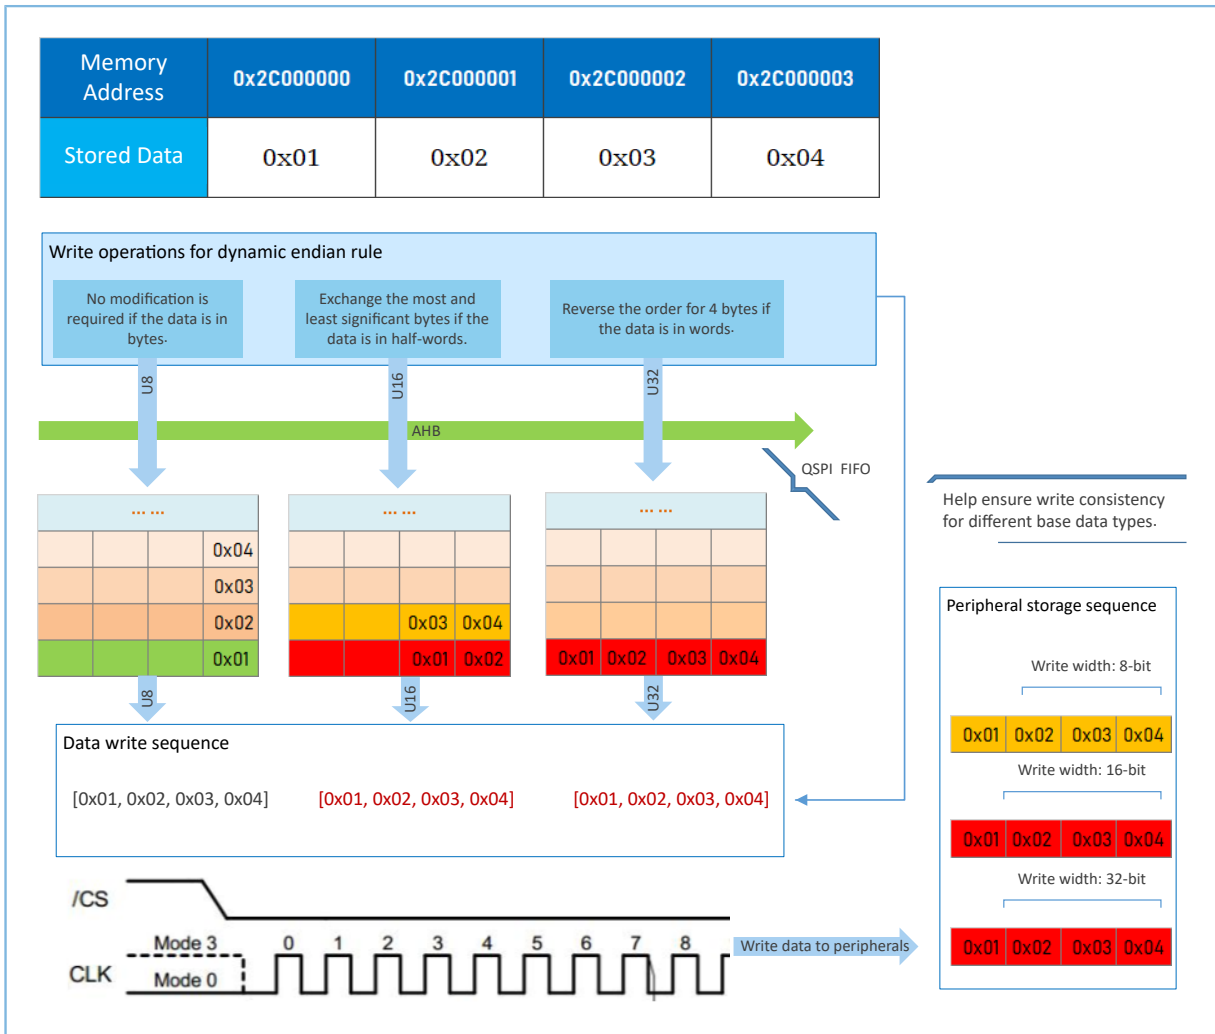 Memory
Address
0x2C000000
0x2C000001
0x2C000002
0x2C000003
Stored Data
0x01
0x02
0x03
0x04
Write operations for dynamic endian rule
No modification is
required if the data is in
bytes.
Exchange the most and
least significant bytes if the
data is in half-words.
Reverse the order for 4 bytes if
the data is in words.
U8
U16
U32
AHB
QSPI FIFO
... ...
0x04
0x03
0x02
0x01
... ...
0x03 0x04
0x01 0x02
... ...
0x01 0x02 0x03 0x04
U8
U16
U32
Help ensure write consistency
for different base data types.
Data write sequence
[0x01, 0x02, 0x03, 0x04]
[0x01, 0x02, 0x03, 0x04]
[0x01, 0x02, 0x03, 0x04]
Peripheral storage sequence
Write width: 8-bit
0x01 0x02 0x03 0x04
Write width: 16-bit
0x01 0x02 0x03 0x04
Write width: 32-bit
0x01 0x02 0x03 0x04
/CS
Mode 3
0 1 2 3 4 5 6 7 8
CLK
Mode 0
Write data to peripherals